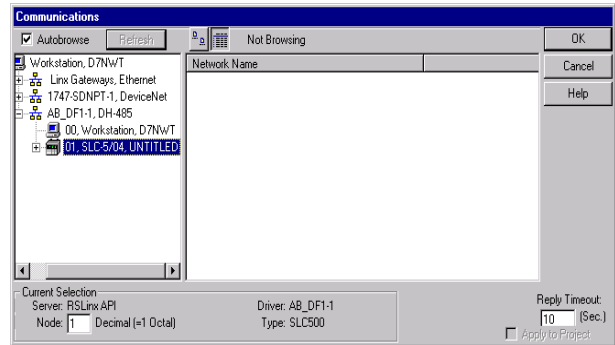 Communications
Autobrowse Refresh Not Browsing OK
Workstation, D7NWT Network Name Cancel
Linx Gateways, Ethernet Help
1747-SDNPT-1, DeviceNet
AB_DF1-1, DH-485
00, Workstation, D7NWT
01, SLC-5/04, UNTITLED
Current Selection
Server: RSLinx API Driver: AB_DF1-1
Node: 1 Decimal (=1 Octal) Type: SLC500
Reply Timeout:
10 (Sec.)
Apply to Project